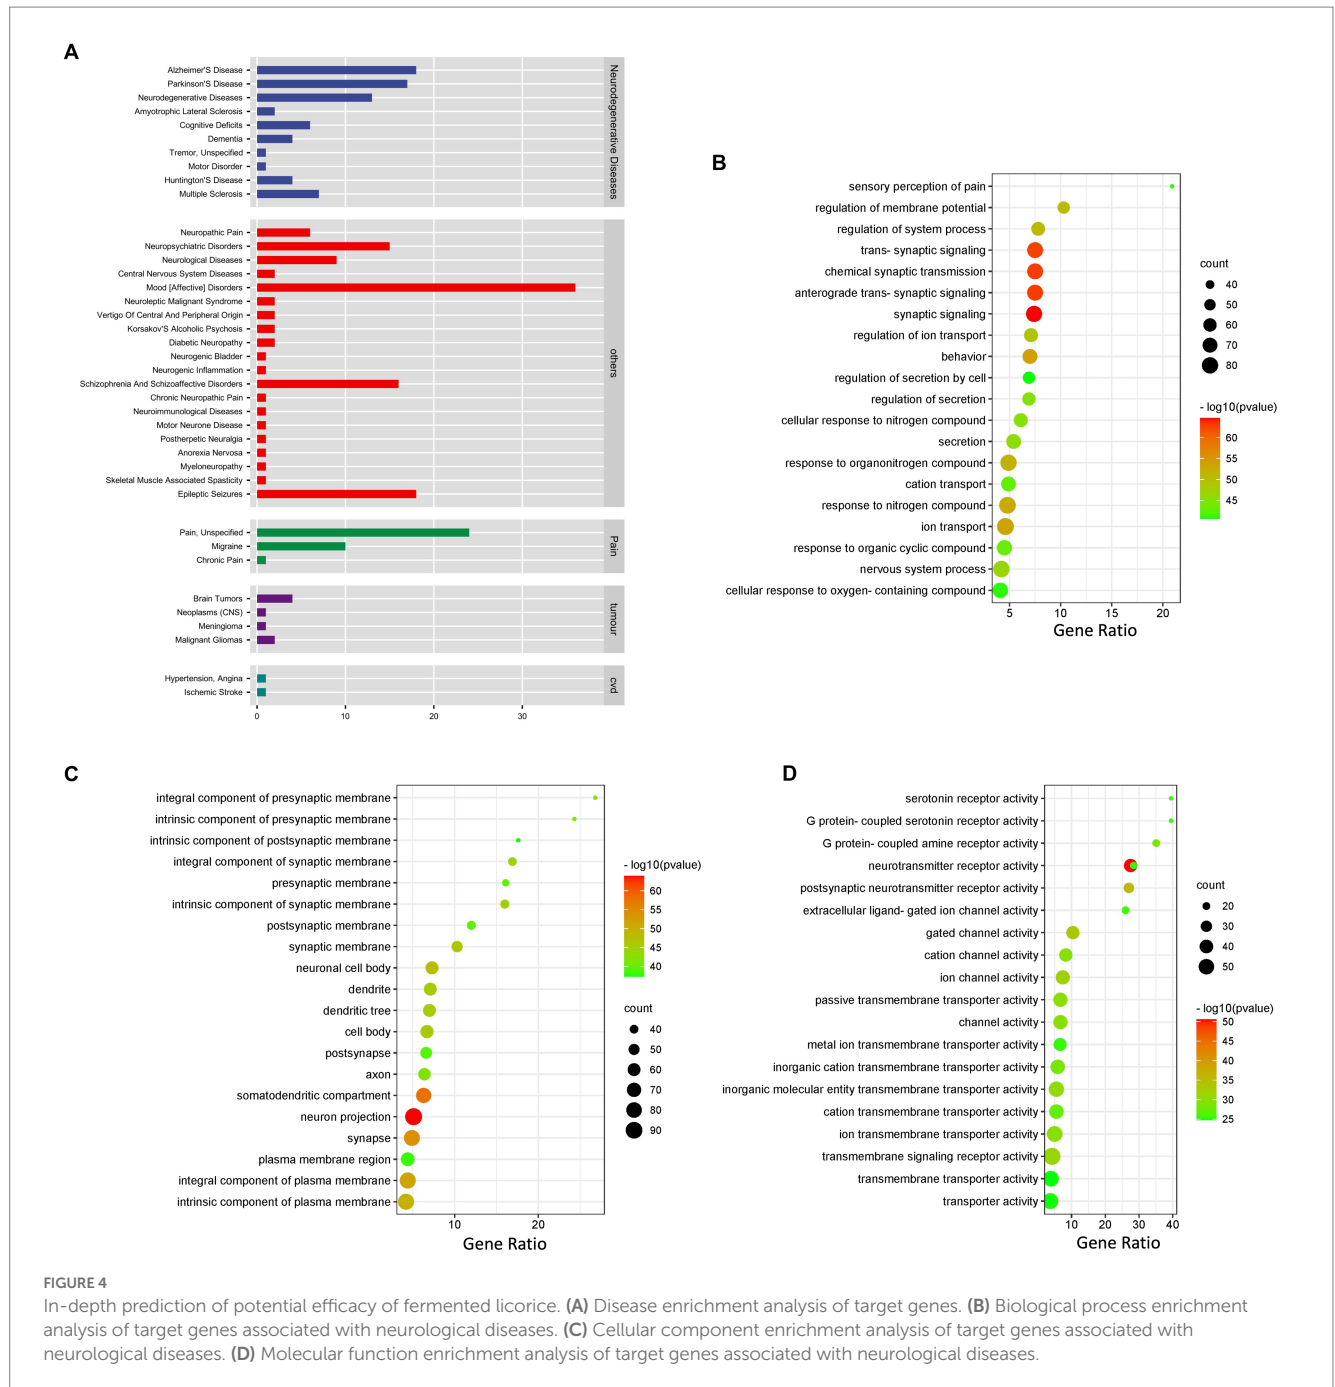 A
Alzheimer'S Disease
Parkinson'S Disease
Neurodegenerative Diseases
Amyotrophic Lateral Sclerosis
Cognitive Deficits
Dementia
Tremor, Unspecified
Motor Disorder
Huntington'S Disease
Multiple Sclerosis
Neurodegenerative Diseases
Neuropathic Pain
Neuropsychiatric Disorders
Neurological Diseases
Central Nervous System Diseases
Mood [Affective] Disorders
Neuroleptic Malignant Syndrome
Vertigo Of Central And Peripheral Origin
Korsakov'S Alcoholic Psychosis
Diabetic Neuropathy
Neurogenic Bladder
Neurogenic Inflammation
Schizophrenia And Schizoaffective Disorders
Chronic Neuropathic Pain
Neuroimmunological Diseases
Motor Neurone Disease
Postherpetic Neuralgia
Anorexia Nervosa
Myeloneuropathy
Skeletal Muscle Associated Spasticity
Epileptic Seizures
others
Pain, Unspecified
Migraine
Chronic Pain
Pain
Brain Tumors
Neoplasms (CNS)
Meningioma
Malignant Gliomas
tumour
Hypertension, Angina
Ischemic Stroke
cvd
0 10 20 30
B
sensory perception of pain
regulation of membrane potential
regulation of system process
trans- synaptic signaling
chemical synaptic transmission
anterograde trans- synaptic signaling
synaptic signaling
regulation of ion transport
behavior
regulation of secretion by cell
regulation of secretion
cellular response to nitrogen compound
secretion
response to organonitrogen compound
cation transport
response to nitrogen compound
ion transport
response to organic cyclic compound
nervous system process
cellular response to oxygen- containing compound
5 10 15 20
Gene Ratio
count
40
50
60
70
80
- log10(pvalue)
60
55
50
45
C
integral component of presynaptic membrane
intrinsic component of presynaptic membrane
intrinsic component of postsynaptic membrane
integral component of synaptic membrane
presynaptic membrane
intrinsic component of synaptic membrane
postsynaptic membrane
synaptic membrane
neuronal cell body
dendrite
dendritic tree
cell body
postsynapse
axon
somatodendritic compartment
neuron projection
synapse
plasma membrane region
integral component of plasma membrane
intrinsic component of plasma membrane
10 20
Gene Ratio
- log10(pvalue)
60
55
50
45
40
count
40
50
60
70
80
90
D
serotonin receptor activity
G protein- coupled serotonin receptor activity
G protein- coupled amine receptor activity
neurotransmitter receptor activity
postsynaptic neurotransmitter receptor activity
extracellular ligand- gated ion channel activity
gated channel activity
cation channel activity
ion channel activity
passive transmembrane transporter activity
channel activity
metal ion transmembrane transporter activity
inorganic cation transmembrane transporter activity
inorganic molecular entity transmembrane transporter activity
cation transmembrane transporter activity
ion transmembrane transporter activity
transmembrane signaling receptor activity
transmembrane transporter activity
transporter activity
10 20 30 40
Gene Ratio
count
20
30
40
50
- log10(pvalue)
50
45
40
35
30
25
FIGURE 4
In-depth prediction of potential efficacy of fermented licorice. (A) Disease enrichment analysis of target genes. (B) Biological process enrichment
analysis of target genes associated with neurological diseases. (C) Cellular component enrichment analysis of target genes associated with
neurological diseases. (D) Molecular function enrichment analysis of target genes associated with neurological diseases.